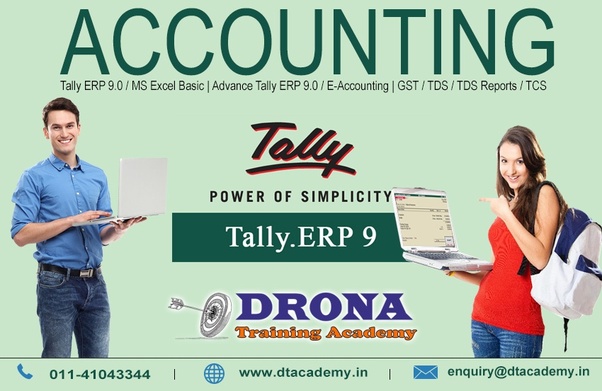 ACCOUNTING
Tally ERP 9.0 / MS Excel Basic | Advance Tally ERP 9.0 / E-Accounting | GST / TDS / TDS Reports / TCS
Tally
POWER OF SIMPLICITY
Tally.ERP 9
DRONA
Training Academy
011-41043344 | www.dtacademy.in | enquiry@dtacademy.in